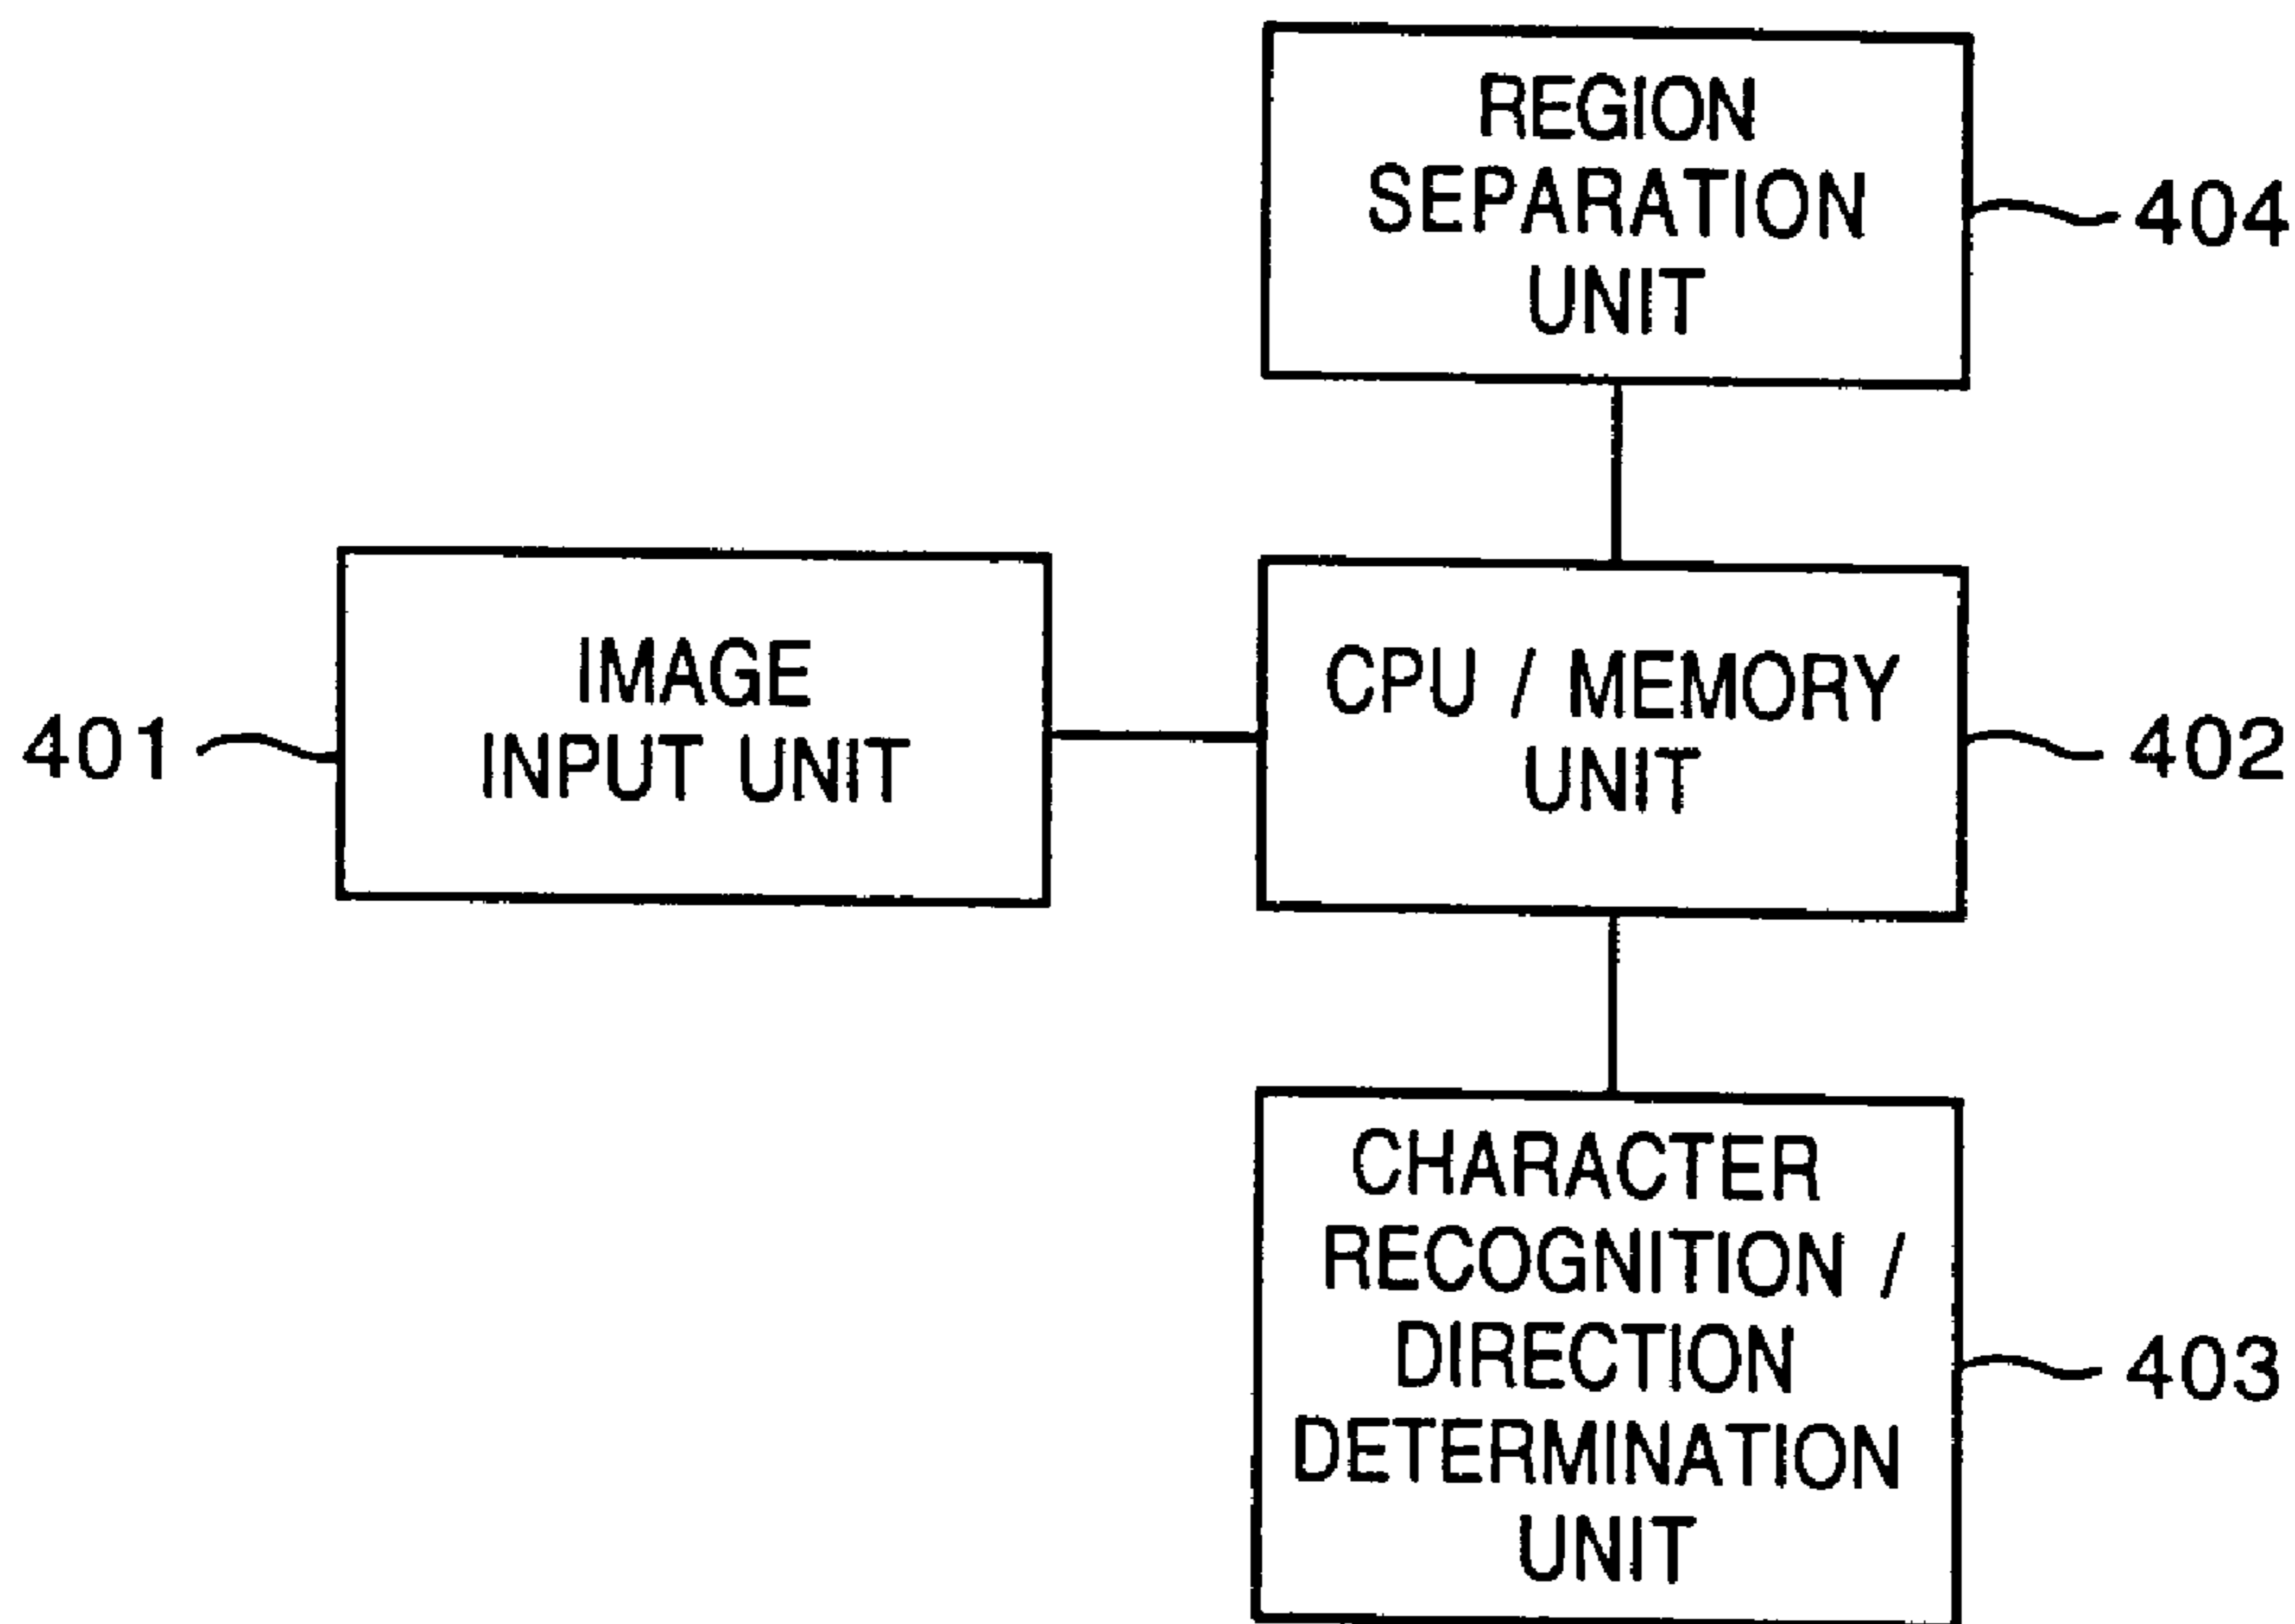 REGION
SEPARATION
UNIT
404
IMAGE
INPUT UNIT
401
CPU / MEMORY
UNIT
402
CHARACTER
RECOGNITION /
DIRECTION
DETERMINATION
UNIT
403